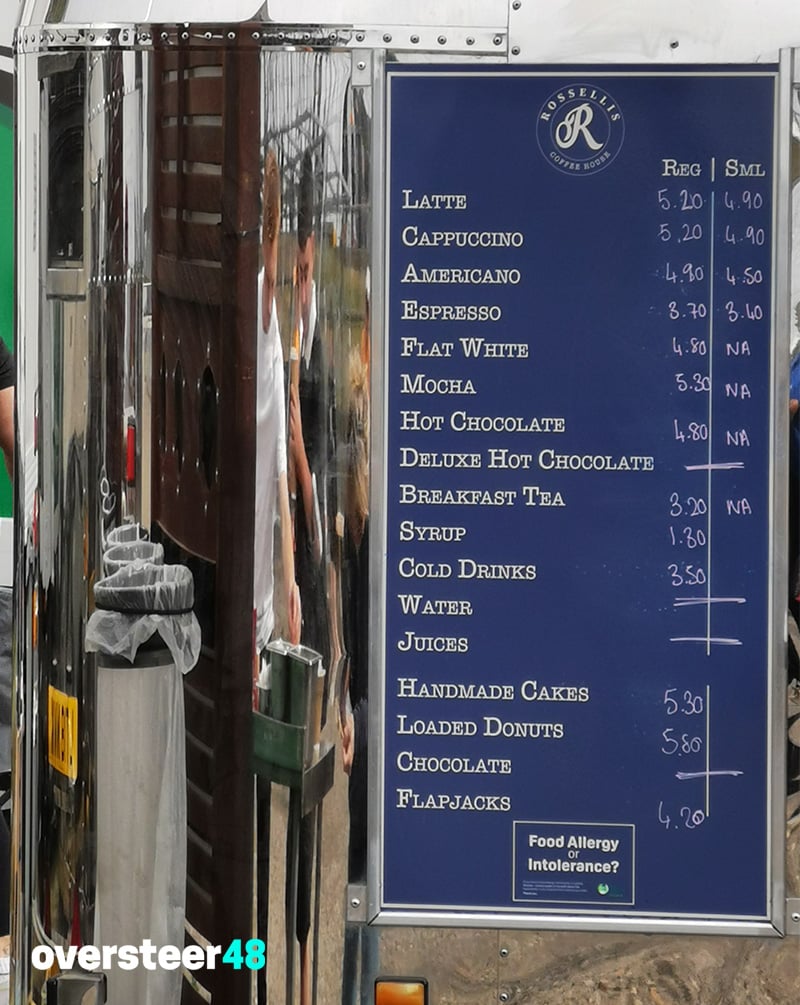 ROSSELLIS
R
COFFEE HOUSE
REG | SML
LATTE 5.20 4.90
CAPPUCCINO 5.20 4.90
AMERICANO 4.90 4.50
ESPRESSO 3.70 3.40
FLAT WHITE 4.80 NA
MOCHA 5.30 NA
HOT CHOCOLATE 4.80 NA
DELUXE HOT CHOCOLATE
BREAKFAST TEA 3.20 NA
SYRUP 1.30
COLD DRINKS 3.50
WATER
JUICES
HANDMADE CAKES 5.30
LOADED DONUTS 5.60
CHOCOLATE
FLAPJACKS 4.20
Food Allergy
or
Intolerance?
oversteer48